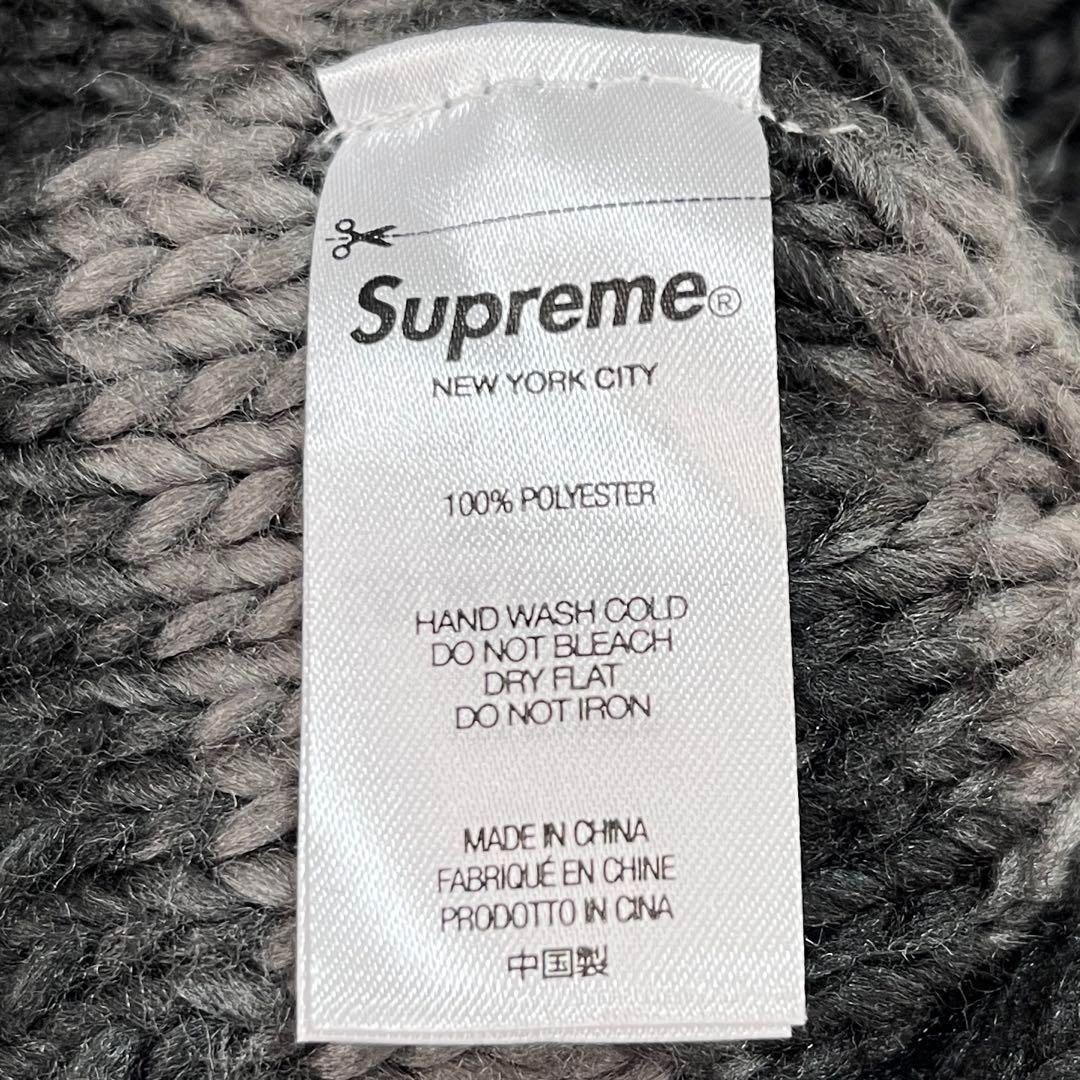 Supreme®
NEW YORK CITY
100% POLYESTER
HAND WASH COLD
DO NOT BLEACH
DRY FLAT
DO NOT IRON
MADE IN CHINA
FABRIQUÉ EN CHINE
PRODOTTO IN CINA
中国製